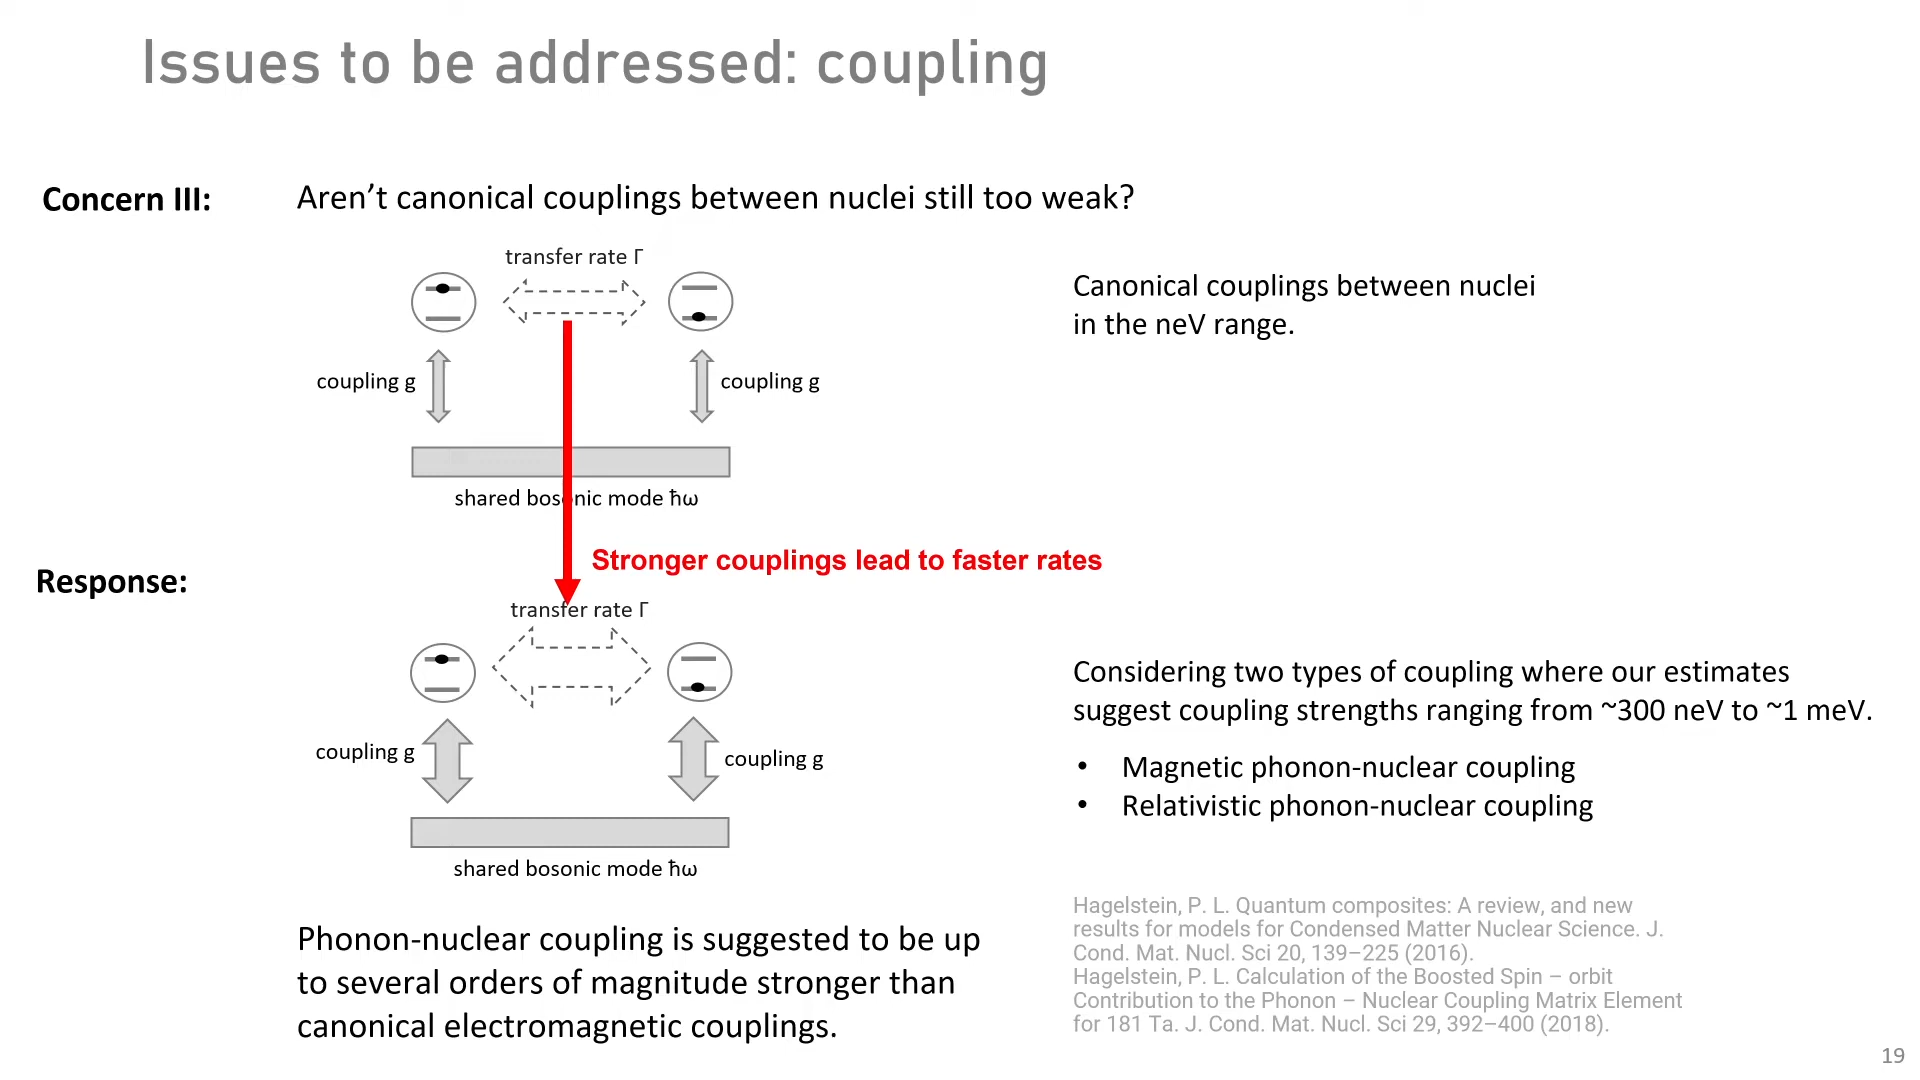 Issues to be addressed: coupling
Concern III:
Aren’t canonical couplings between nuclei still too weak?
transfer rate Γ
coupling g
coupling g
shared bosonic mode ħω
Canonical couplings between nuclei
in the neV range.
Stronger couplings lead to faster rates
Response:
transfer rate Γ
coupling g
coupling g
shared bosonic mode ħω
Phonon-nuclear coupling is suggested to be up
to several orders of magnitude stronger than
canonical electromagnetic couplings.
Considering two types of coupling where our estimates
suggest coupling strengths ranging from ~300 neV to ~1 meV.
• Magnetic phonon-nuclear coupling
• Relativistic phonon-nuclear coupling
Hagelstein, P. L. Quantum composites: A review, and new
results for models for Condensed Matter Nuclear Science. J.
Cond. Mat. Nucl. Sci 20, 139–225 (2016).
Hagelstein, P. L. Calculation of the Boosted Spin – orbit
Contribution to the Phonon – Nuclear Coupling Matrix Element
for 181 Ta. J. Cond. Mat. Nucl. Sci 29, 392–400 (2018).
19